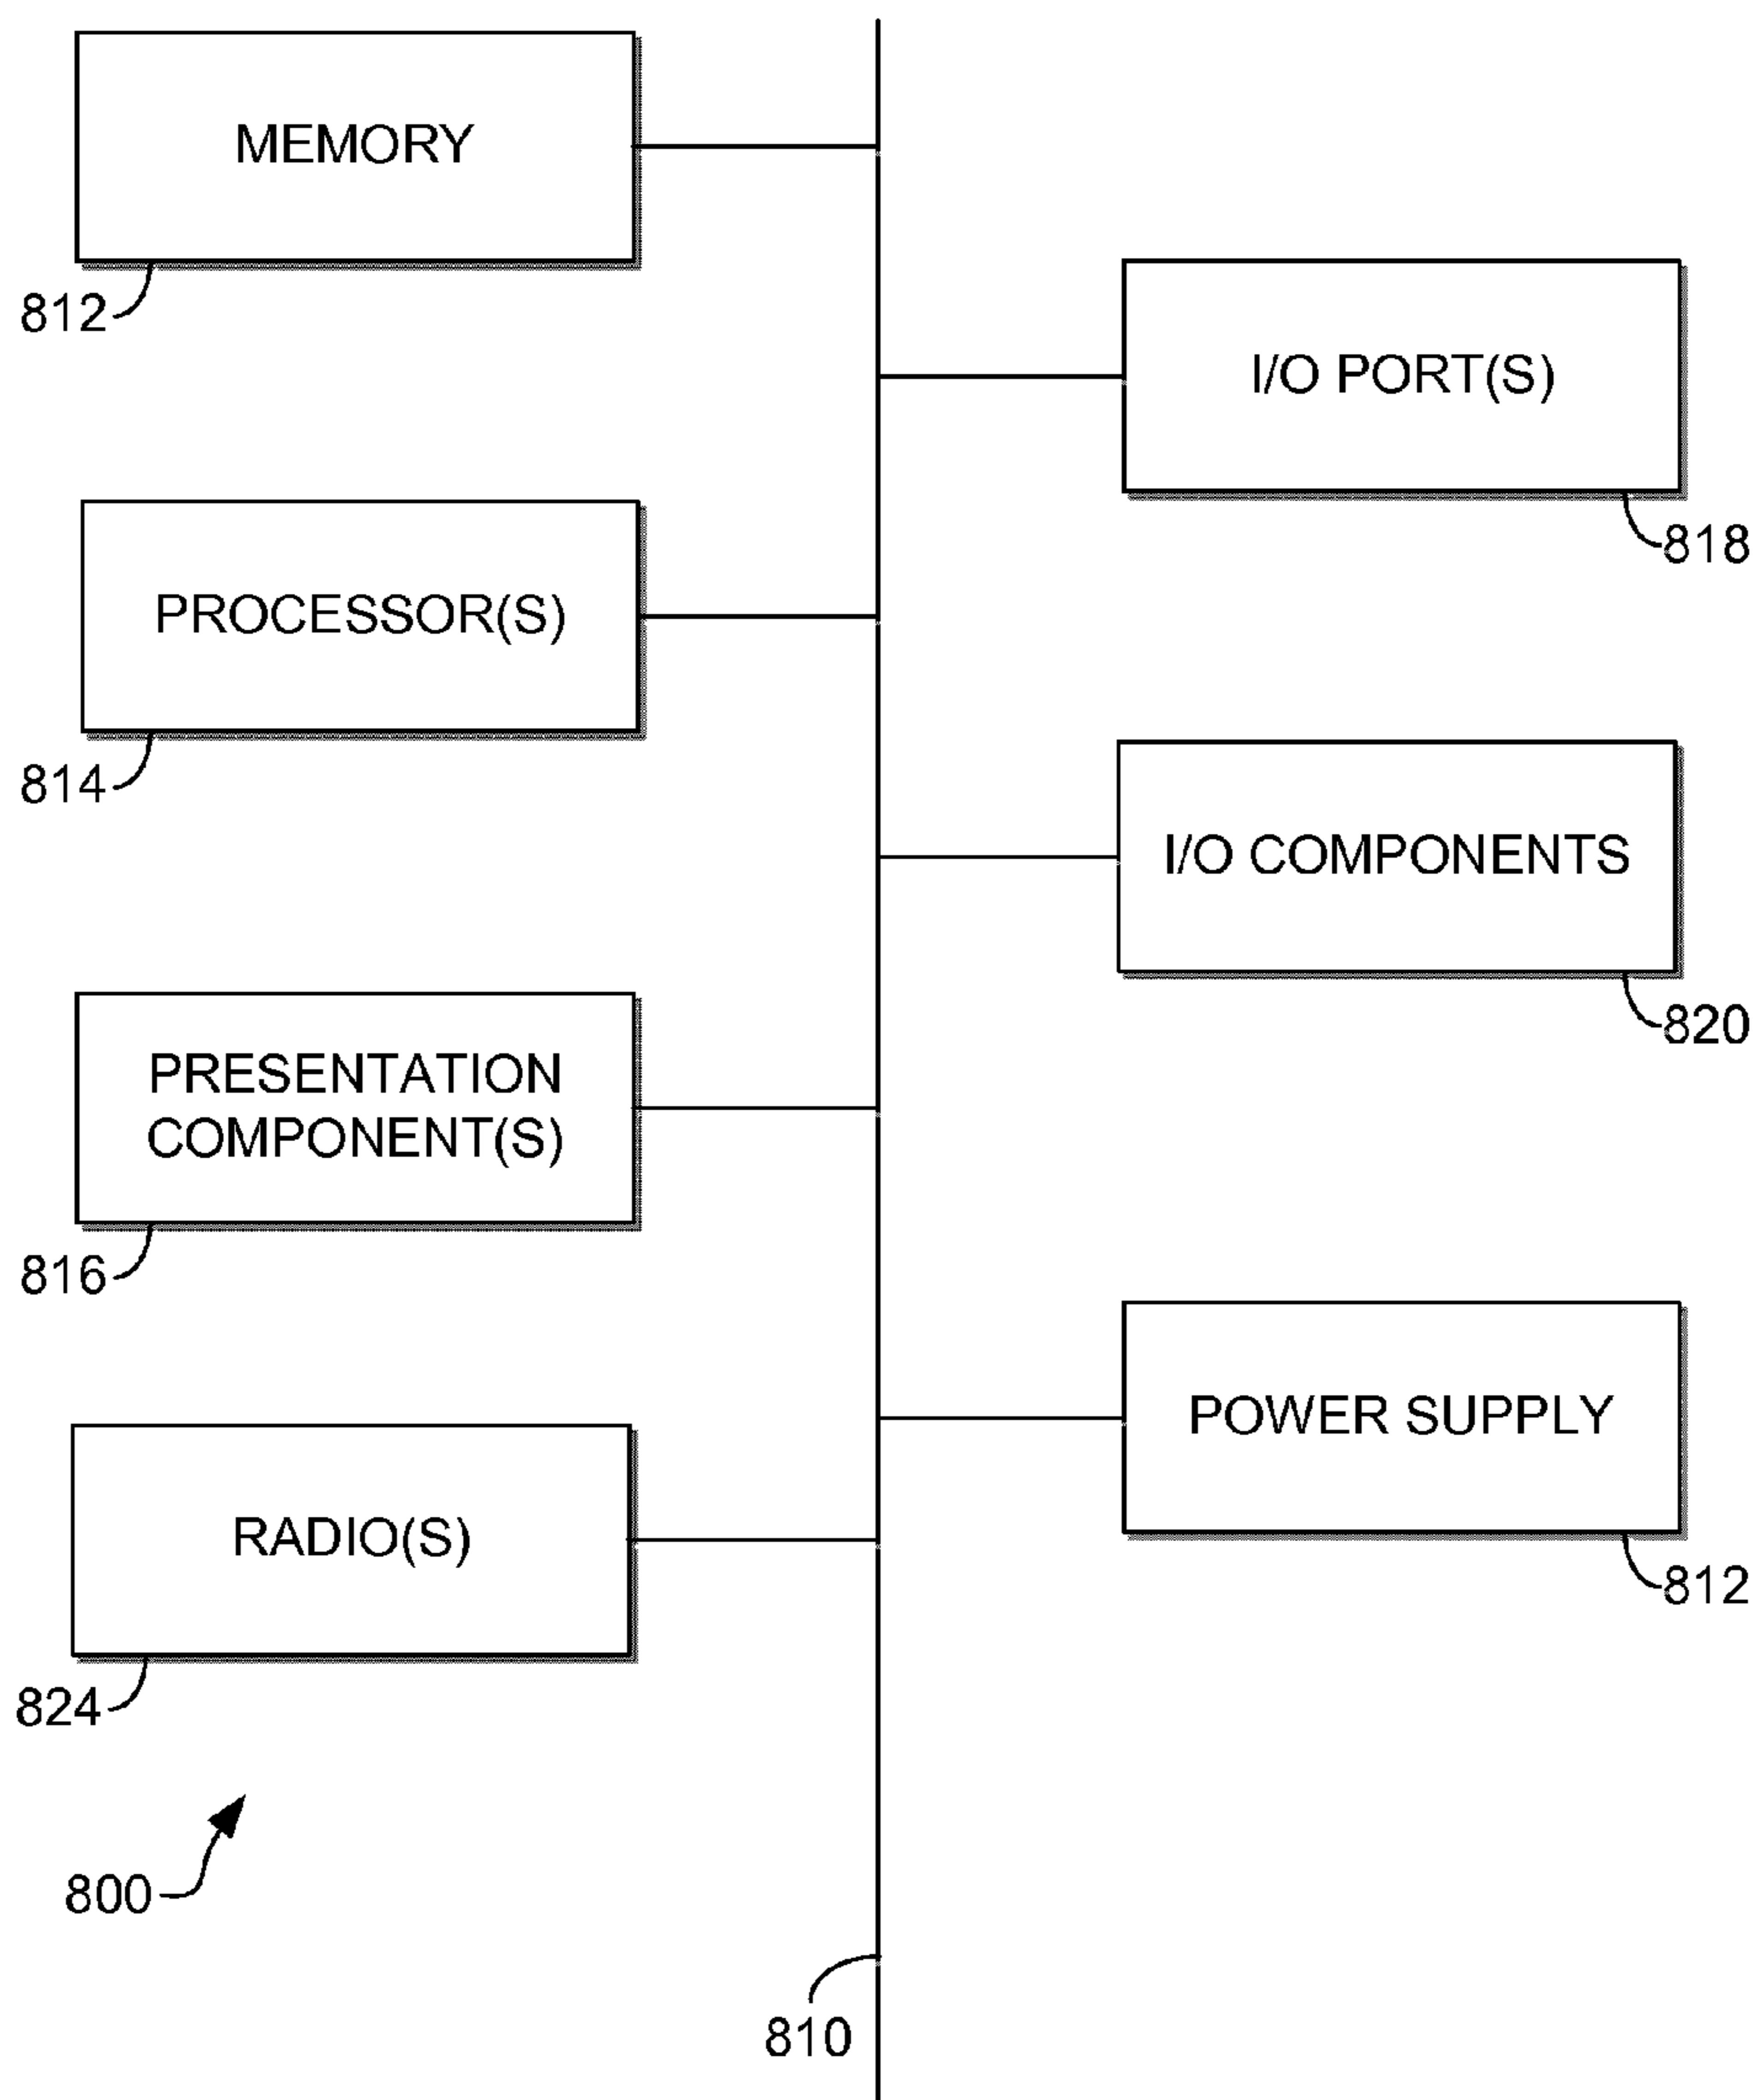 MEMORY
812
I/O PORT(S)
818
PROCESSOR(S)
814
I/O COMPONENTS
820
PRESENTATION
COMPONENT(S)
816
POWER SUPPLY
812
RADIO(S)
824
800
810